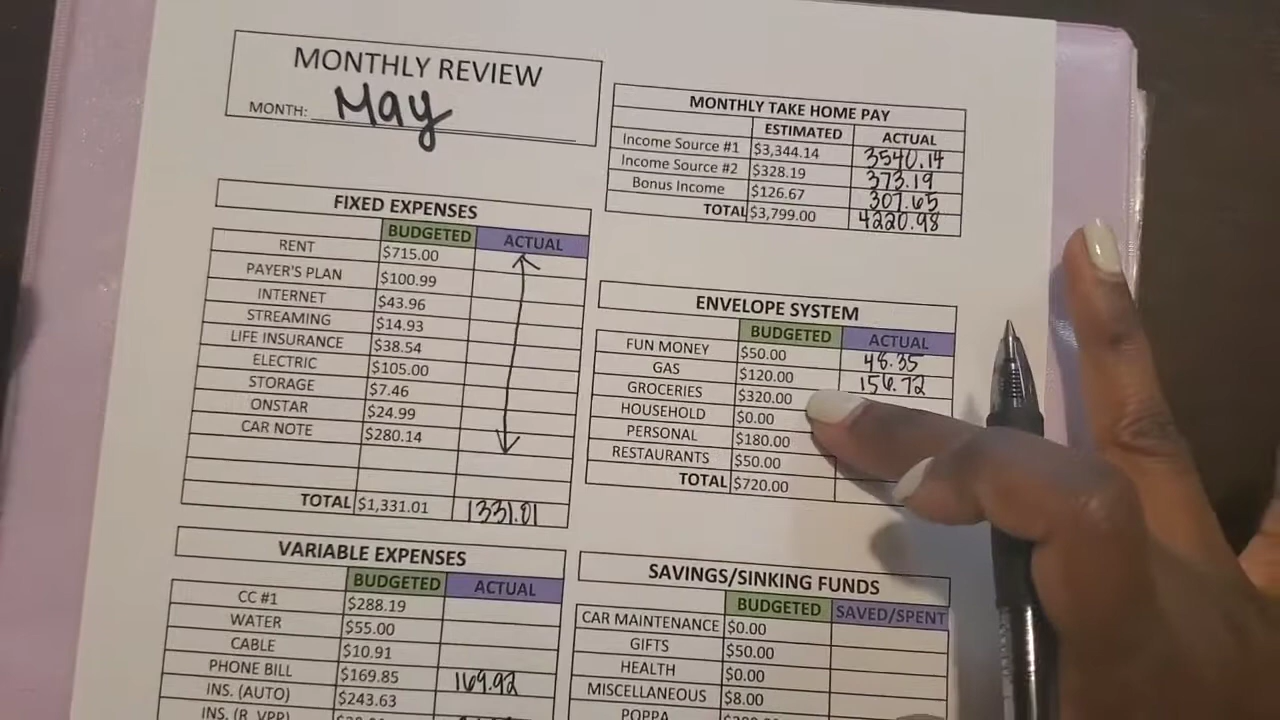 MONTHLY REVIEW
MONTH: May
MONTHLY TAKE HOME PAY
ESTIMATED ACTUAL
Income Source #1 $3,344.14 3540.14
Income Source #2 $328.19 373.19
Bonus Income $126.67 307.65
TOTAL $3,799.00 4220.98
FIXED EXPENSES
BUDGETED ACTUAL
RENT $715.00
PAYER'S PLAN $100.99
INTERNET $43.96
STREAMING $14.93
LIFE INSURANCE $38.54
ELECTRIC $105.00
STORAGE $7.46
ONSTAR $24.99
CAR NOTE $280.14
TOTAL $1,331.01 1331.01
ENVELOPE SYSTEM
BUDGETED ACTUAL
FUN MONEY $50.00 48.35
GAS $120.00 156.72
GROCERIES $320.00
HOUSEHOLD $0.00
PERSONAL $180.00
RESTAURANTS $50.00
TOTAL $720.00
VARIABLE EXPENSES
BUDGETED ACTUAL
CC #1 $288.19
WATER $55.00
CABLE $10.91
PHONE BILL $169.85 169.92
INS. (AUTO) $243.63
INS. (R, VPP)
SAVINGS/SINKING FUNDS
BUDGETED SAVED/SPENT
CAR MAINTENANCE $0.00
GIFTS $50.00
HEALTH $0.00
MISCELLANEOUS $8.00
POPPA